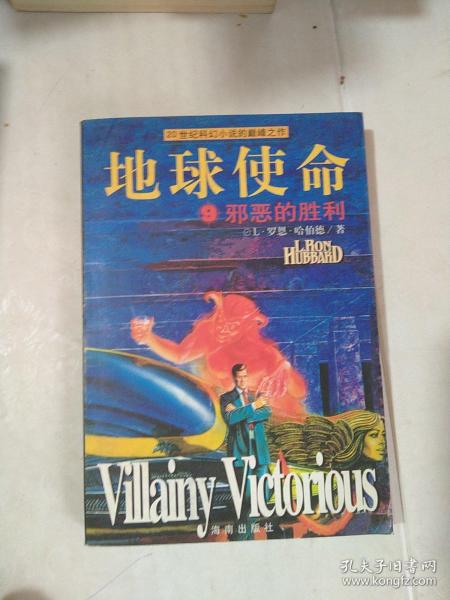 20世纪科幻小说的巅峰之作
地球使命
9 邪恶的胜利
L·罗恩·哈伯德/著
L. RON
HUBBARD
Villainy Victorious
海南出版社
孔夫子旧书网
www.kongfz.com